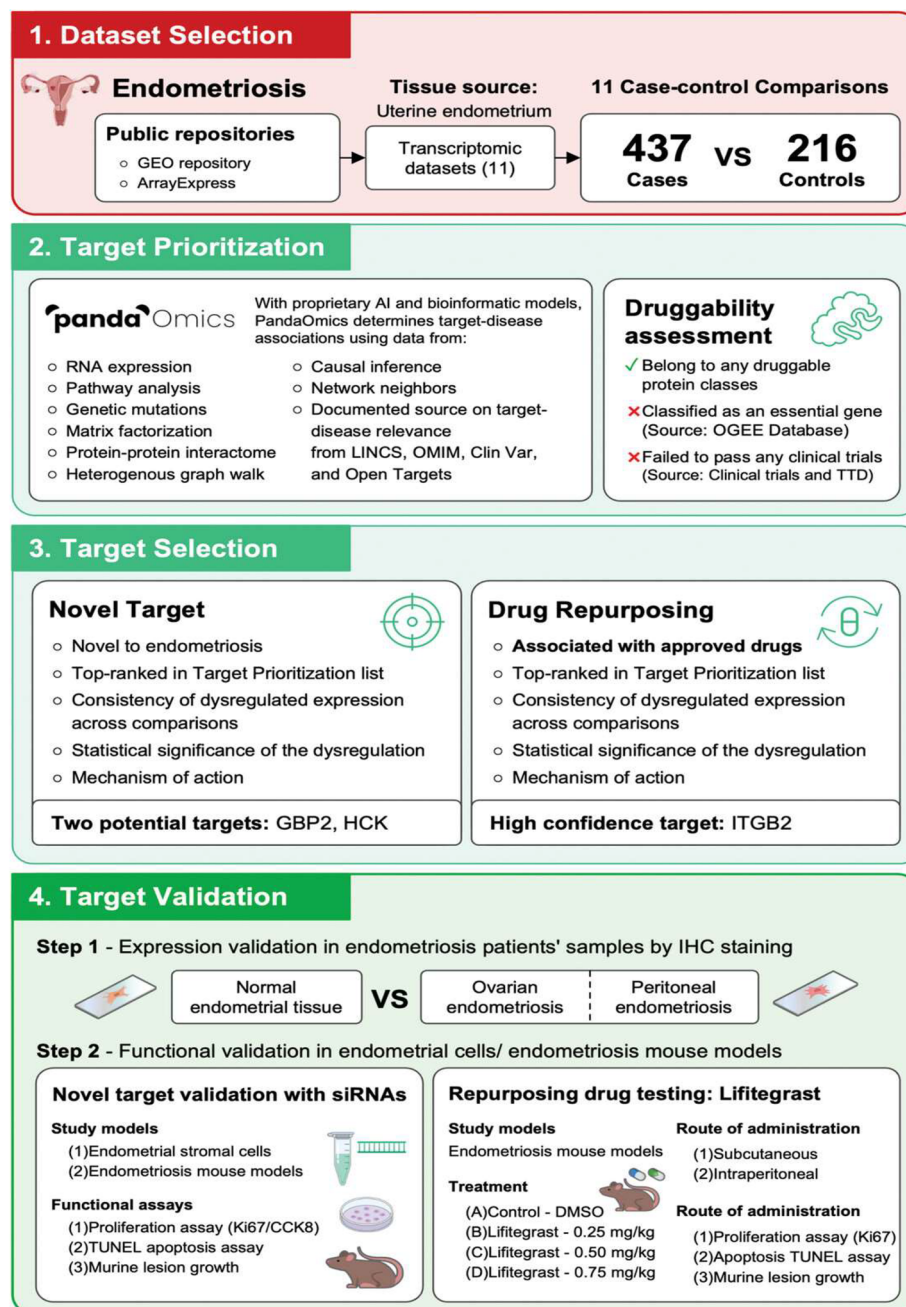 1. Dataset Selection
Endometriosis
Public repositories
GEO repository
ArrayExpress
Tissue source:
Uterine endometrium
Transcriptomic
datasets (11)
11 Case-control Comparisons
437
Cases
VS
216
Controls
2. Target Prioritization
panda Omics
With proprietary AI and bioinformatic models,
PandaOmics determines target-disease
associations using data from:
RNA expression
Pathway analysis
Genetic mutations
Matrix factorization
Protein-protein interactome
Heterogenous graph walk
Causal inference
Network neighbors
Documented source on target-
disease relevance
from LINCS, OMIM, Clin Var,
and Open Targets
Druggability
assessment
✓ Belong to any druggable
protein classes
✗ Classified as an essential gene
(Source: OGEE Database)
✗ Failed to pass any clinical trials
(Source: Clinical trials and TTD)
3. Target Selection
Novel Target
Novel to endometriosis
Top-ranked in Target Prioritization list
Consistency of dysregulated expression
across comparisons
Statistical significance of the dysregulation
Mechanism of action
Two potential targets: GBP2, HCK
Drug Repurposing
Associated with approved drugs
Top-ranked in Target Prioritization list
Consistency of dysregulated expression
across comparisons
Statistical significance of the dysregulation
Mechanism of action
High confidence target: ITGB2
4. Target Validation
Step 1 - Expression validation in endometriosis patients' samples by IHC staining
Normal
endometrial tissue
VS
Ovarian
endometriosis
Peritoneal
endometriosis
Step 2 - Functional validation in endometrial cells/ endometriosis mouse models
Novel target validation with siRNAs
Study models
(1)Endometrial stromal cells
(2)Endometriosis mouse models
Functional assays
(1)Proliferation assay (Ki67/CCK8)
(2)TUNEL apoptosis assay
(3)Murine lesion growth
Repurposing drug testing: Lifitegrast
Study models
Endometriosis mouse models
Treatment
(A)Control - DMSO
(B)Lifitegrast - 0.25 mg/kg
(C)Lifitegrast - 0.50 mg/kg
(D)Lifitegrast - 0.75 mg/kg
Route of administration
(1)Subcutaneous
(2)Intraperitoneal
Route of administration
(1)Proliferation assay (Ki67)
(2)Apoptosis TUNEL assay
(3)Murine lesion growth